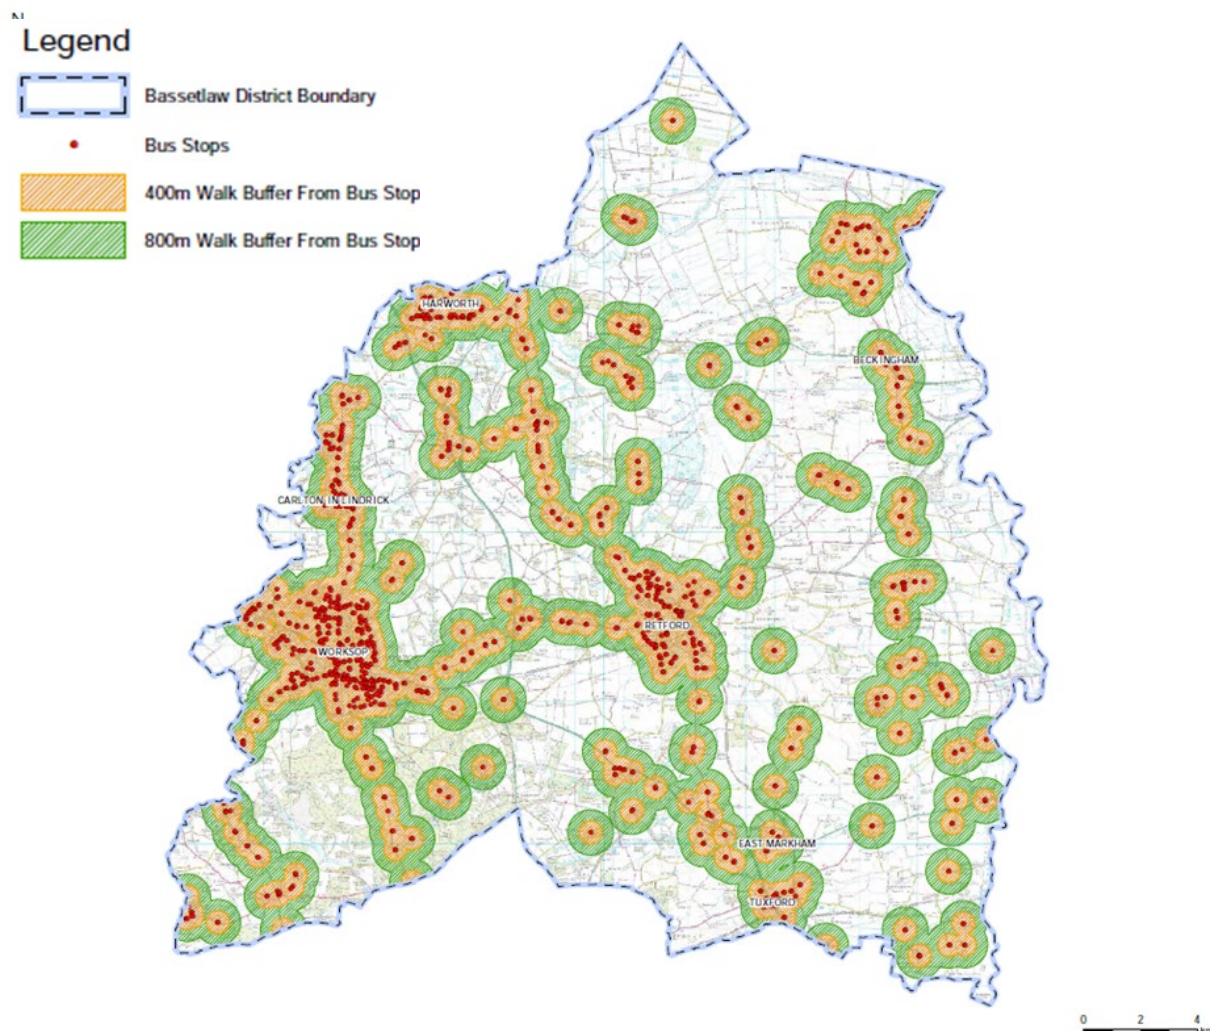 N
Legend
Bassetlaw District Boundary
Bus Stops
400m Walk Buffer From Bus Stop
800m Walk Buffer From Bus Stop
HARWORTH
BECKINGHAM
CARLTON IN LINDRICK
RETFORD
WORKSOP
EAST MARKHAM
TUXFORD
0 2 4